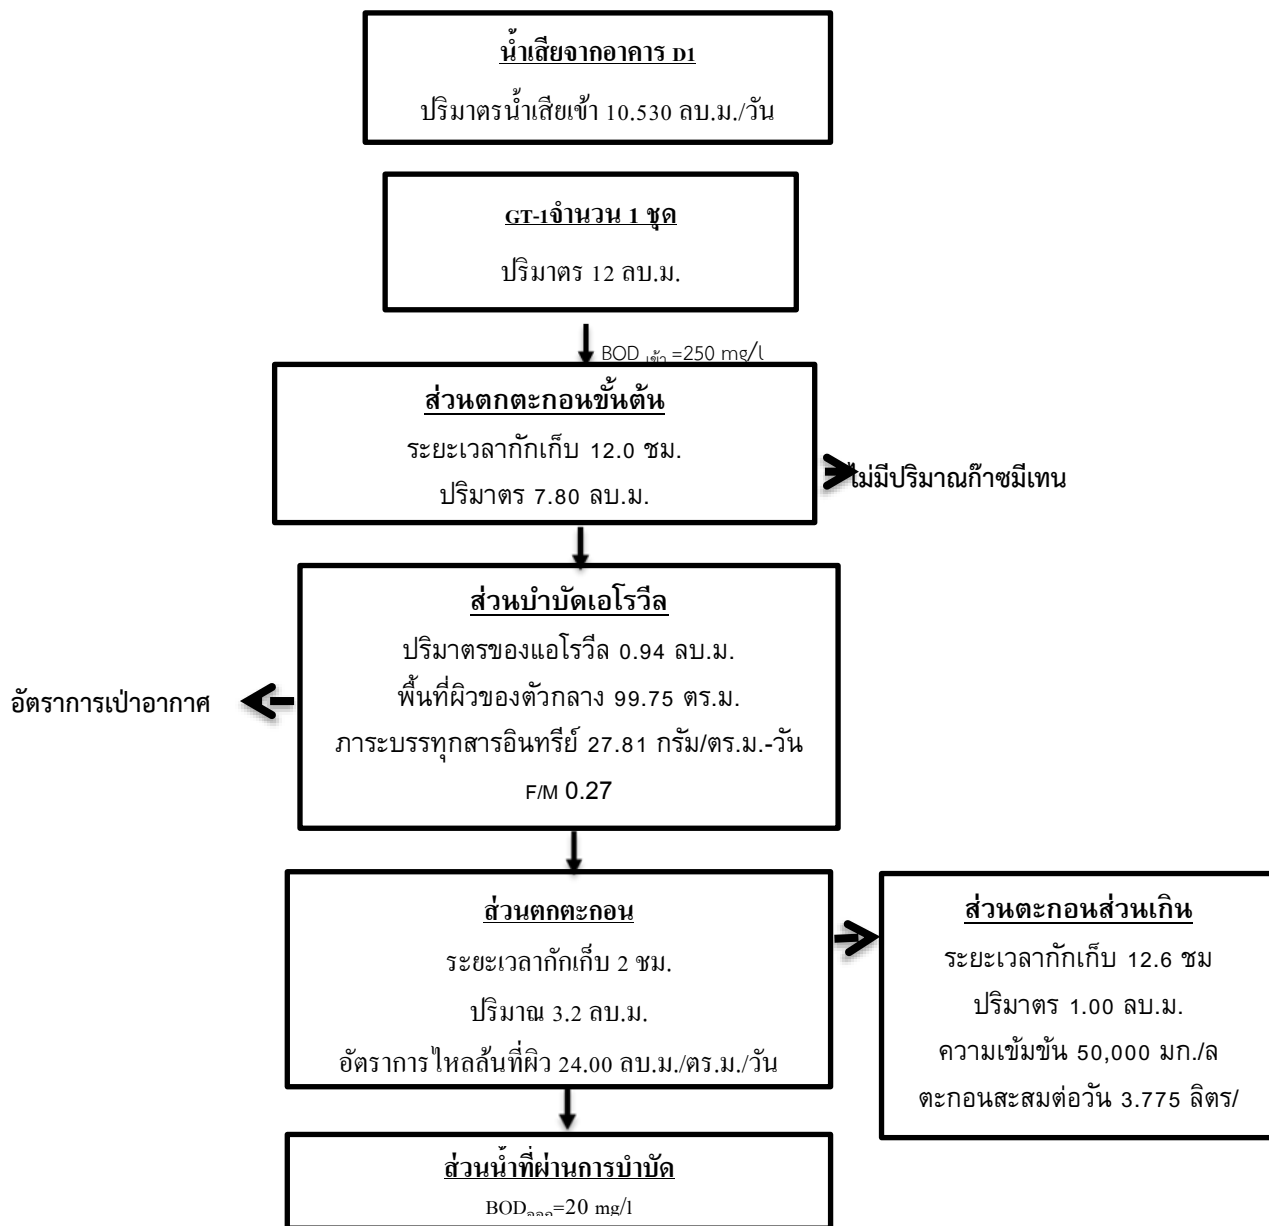 น้ำเสียจากอาคาร D1
ปริมาตรน้ำเสียเข้า 10.530 ลบ.ม./วัน
GT-1จำนวน 1 ชุด
ปริมาตร 12 ลบ.ม.
BOD เข้า =250 mg/l
ส่วนตกตะกอนขั้นต้น
ระยะเวลากักเก็บ 12.0 ชม.
ปริมาตร 7.80 ลบ.ม.
ไม่มีปริมาณก๊าซมีเทน
ส่วนบำบัดเอโรวีล
ปริมาตรของแอโรวีล 0.94 ลบ.ม.
พื้นที่ผิวของตัวกลาง 99.75 ตร.ม.
ภาระบรรทุกสารอินทรีย์ 27.81 กรัม/ตร.ม.-วัน
F/M 0.27
อัตราการเป่าอากาศ
ส่วนตกตะกอน
ระยะเวลากักเก็บ 2 ชม.
ปริมาณ 3.2 ลบ.ม.
อัตราการไหลล้นที่ผิว 24.00 ลบ.ม./ตร.ม./วัน
ส่วนตะกอนส่วนเกิน
ระยะเวลากักเก็บ 12.6 ชม
ปริมาตร 1.00 ลบ.ม.
ความเข้มข้น 50,000 มก./ล
ตะกอนสะสมต่อวัน 3.775 ลิตร/
ส่วนน้ำที่ผ่านการบำบัด
BODออก=20 mg/l